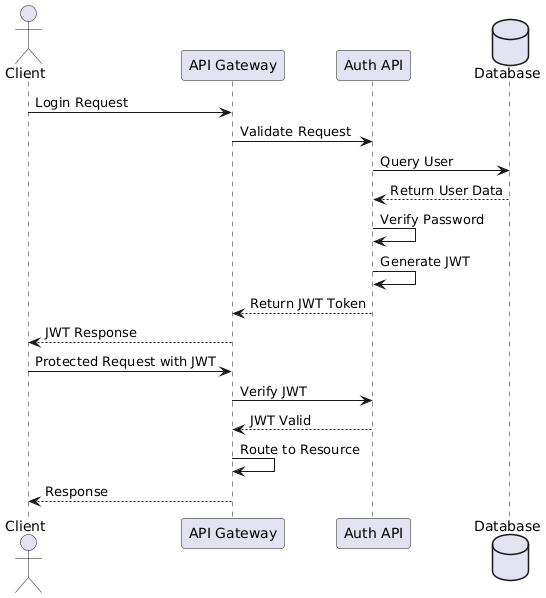 Client
API Gateway
Auth API
Database
Login Request
Validate Request
Query User
Return User Data
Verify Password
Generate JWT
Return JWT Token
JWT Response
Protected Request with JWT
Verify JWT
JWT Valid
Route to Resource
Response
Client
API Gateway
Auth API
Database